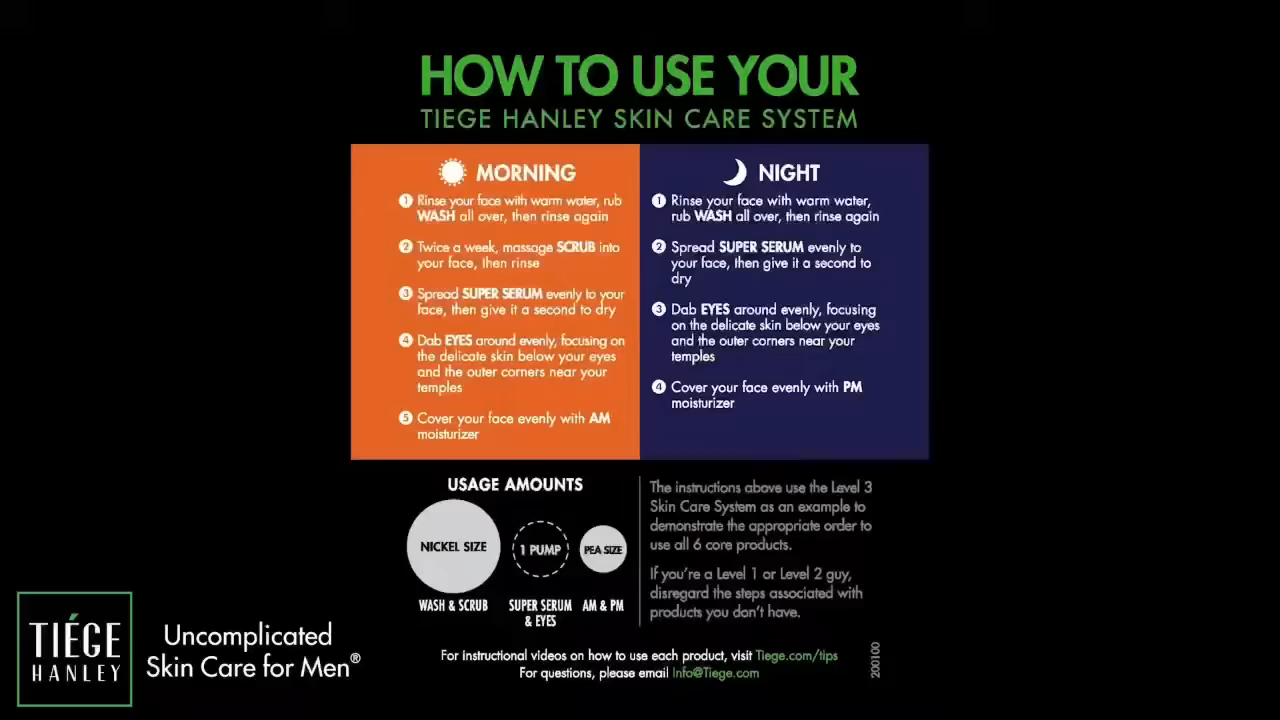 HOW TO USE YOUR
TIEGE HANLEY SKIN CARE SYSTEM
MORNING
1 Rinse your face with warm water, rub
WASH all over, then rinse again
2 Twice a week, massage SCRUB into
your face, then rinse
3 Spread SUPER SERUM evenly to your
face, then give it a second to dry
4 Dab EYES around evenly, focusing on
the delicate skin below your eyes
and the outer corners near your
temples
5 Cover your face evenly with AM
moisturizer
NIGHT
1 Rinse your face with warm water,
rub WASH all over, then rinse again
2 Spread SUPER SERUM evenly to
your face, then give it a second to
dry
3 Dab EYES around evenly, focusing
on the delicate skin below your eyes
and the outer corners near your
temples
4 Cover your face evenly with PM
moisturizer
USAGE AMOUNTS
NICKEL SIZE
1 PUMP
PEA SIZE
WASH & SCRUB
SUPER SERUM
& EYES
AM & PM
The instructions above use the Level 3
Skin Care System as an example to
demonstrate the appropriate order to
use all 6 core products.
If you're a Level 1 or Level 2 guy,
disregard the steps associated with
products you don't have.
For instructional videos on how to use each product, visit Tiege.com/tips
For questions, please email Info@Tiege.com
200100
TIÉGE
HANLEY
Uncomplicated
Skin Care for Men®